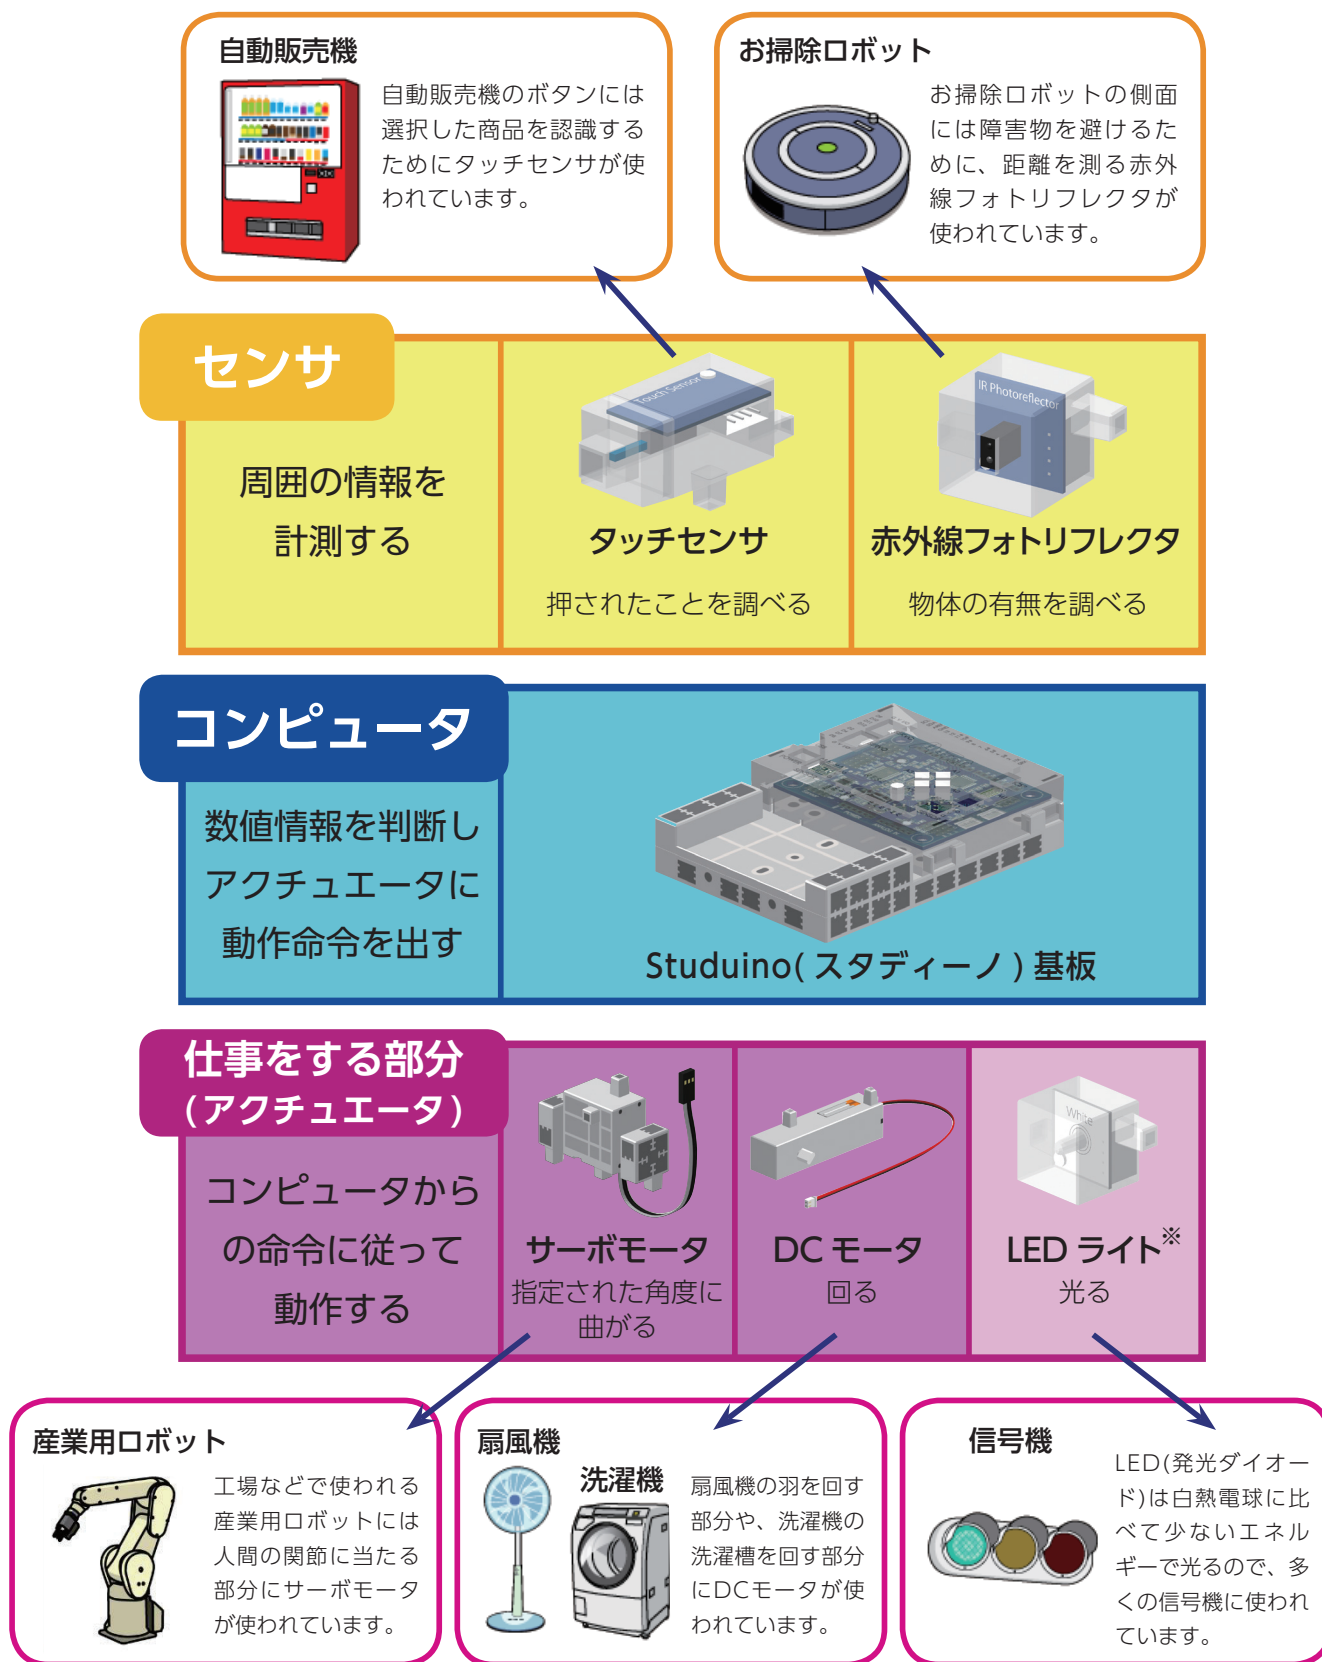 自動販売機
自動販売機のボタンには
選択した商品を認識する
ためにタッチセンサが使
われています。
お掃除ロボット
お掃除ロボットの側面
には障害物を避けるた
めに、距離を測る赤外
線フォトリフレクタが
使われています。
センサ
周囲の情報を
計測する
Touch Sensor
タッチセンサ
押されたことを調べる
IR Photoreflector
赤外線フォトリフレクタ
物体の有無を調べる
コンピュータ
数値情報を判断し
アクチュエータに
動作命令を出す
Studuino(スタディーノ)基板
仕事をする部分
(アクチュエータ)
コンピュータから
の命令に従って
動作する
サーボモータ
指定された角度に
曲がる
DCモータ
回る
White
LEDライト※
光る
産業用ロボット
工場などで使われる
産業用ロボットには
人間の関節に当たる
部分にサーボモータ
が使われています。
扇風機
洗濯機
扇風機の羽を回す
部分や、洗濯機の
洗濯槽を回す部分
にDCモータが使
われています。
信号機
LED(発光ダイオー
ド)は白熱電球に比
べて少ないエネル
ギーで光るので、多
くの信号機に使われ
ています。